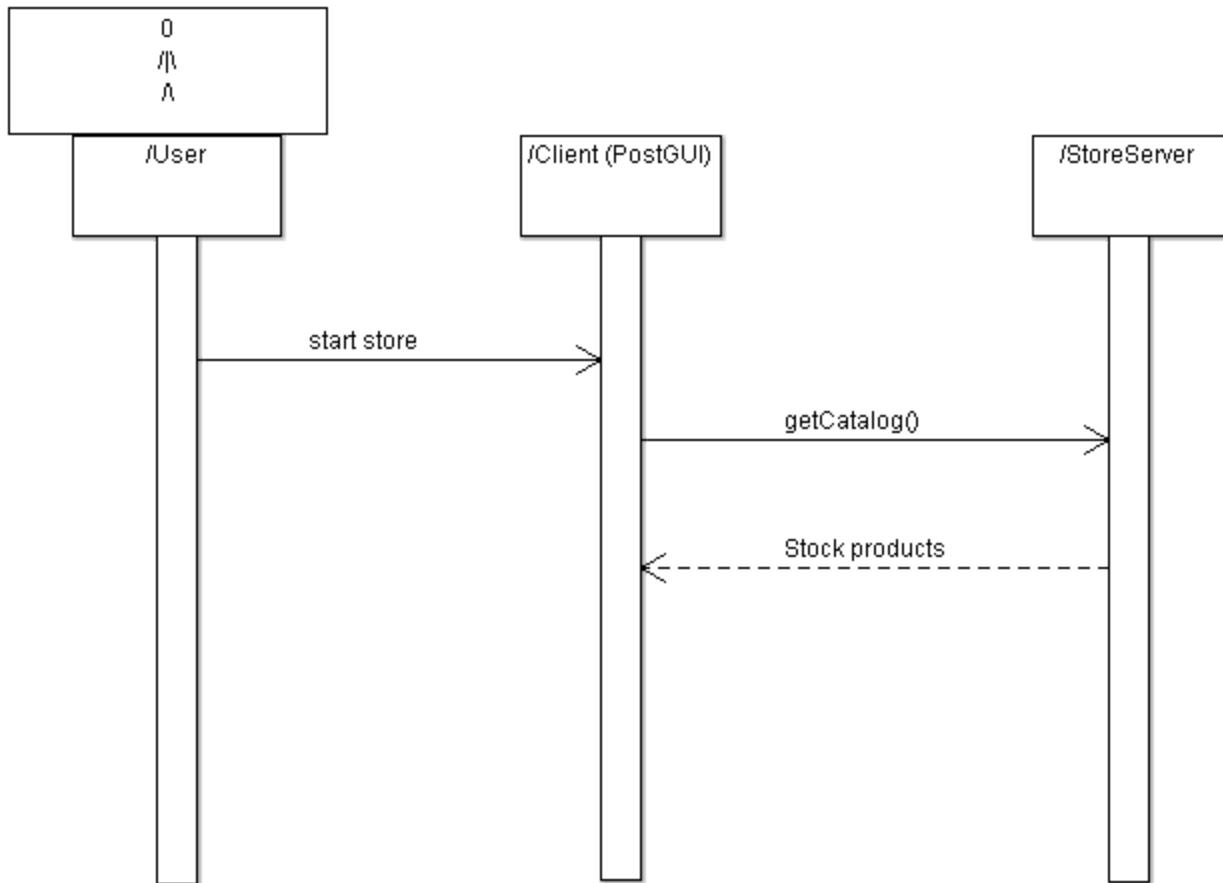 0
/|\
/\
/User
/Client (PostGUI)
/StoreServer
start store
getCatalog()
Stock products